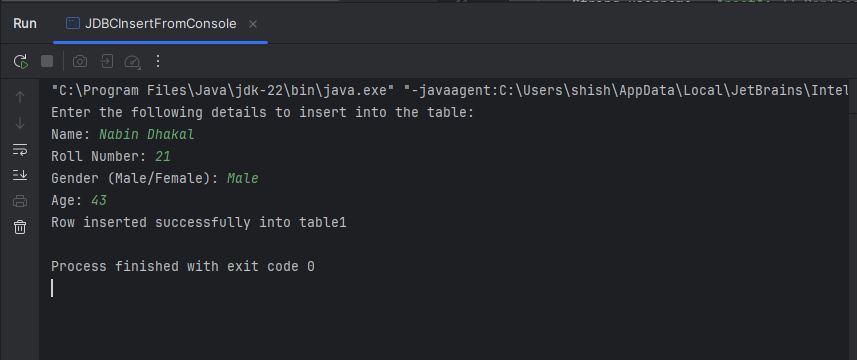 Run JDBCInsertFromConsole
"C:\Program Files\Java\jdk-22\bin\java.exe" "-javaagent:C:\Users\shish\AppData\Local\JetBrains\Intel
Enter the following details to insert into the table:
Name: Nabin Dhakal
Roll Number: 21
Gender (Male/Female): Male
Age: 43
Row inserted successfully into table1
Process finished with exit code 0